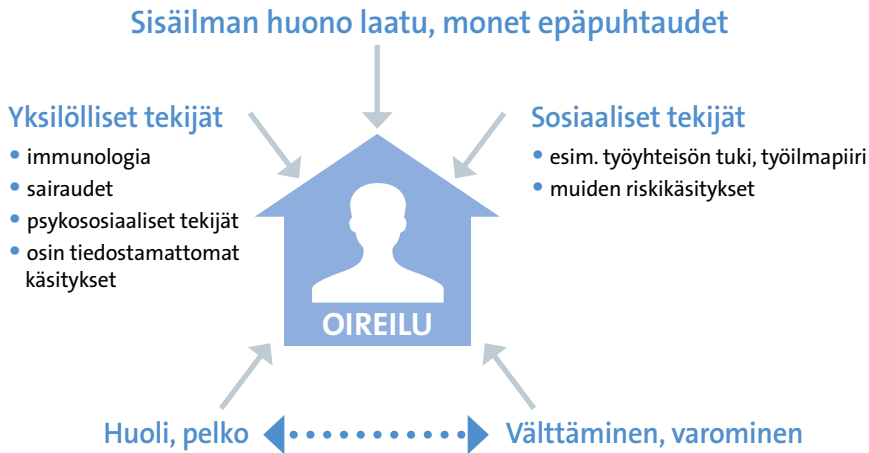 Sisäilman huono laatu, monet epäpuhtaudet
Yksilölliset tekijät
• immunologia
• sairaudet
• psykososiaaliset tekijät
• osin tiedostamattomat
käsitykset
Sosiaaliset tekijät
• esim. työyhteisön tuki, työilmapiiri
• muiden riskikäsitykset
OIREILU
Huoli, pelko
Välttäminen, varominen